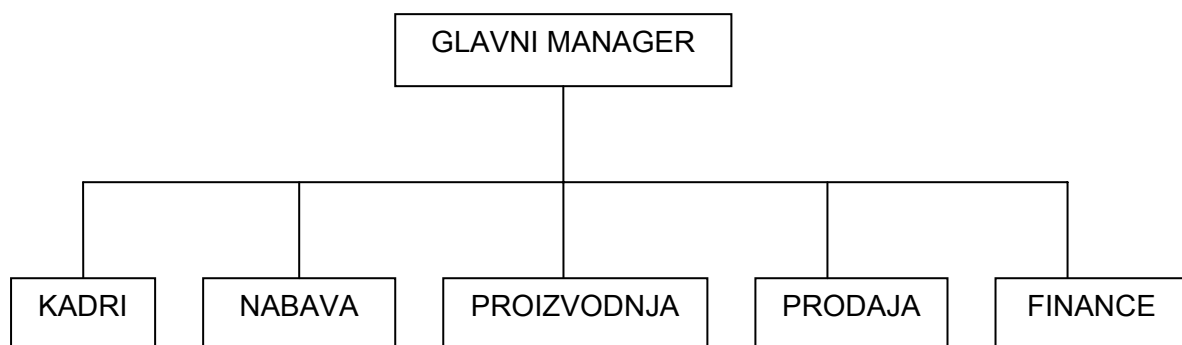 GLAVNI MANAGER
KADRI
NABAVA
PROIZVODNJA
PRODAJA
FINANCE